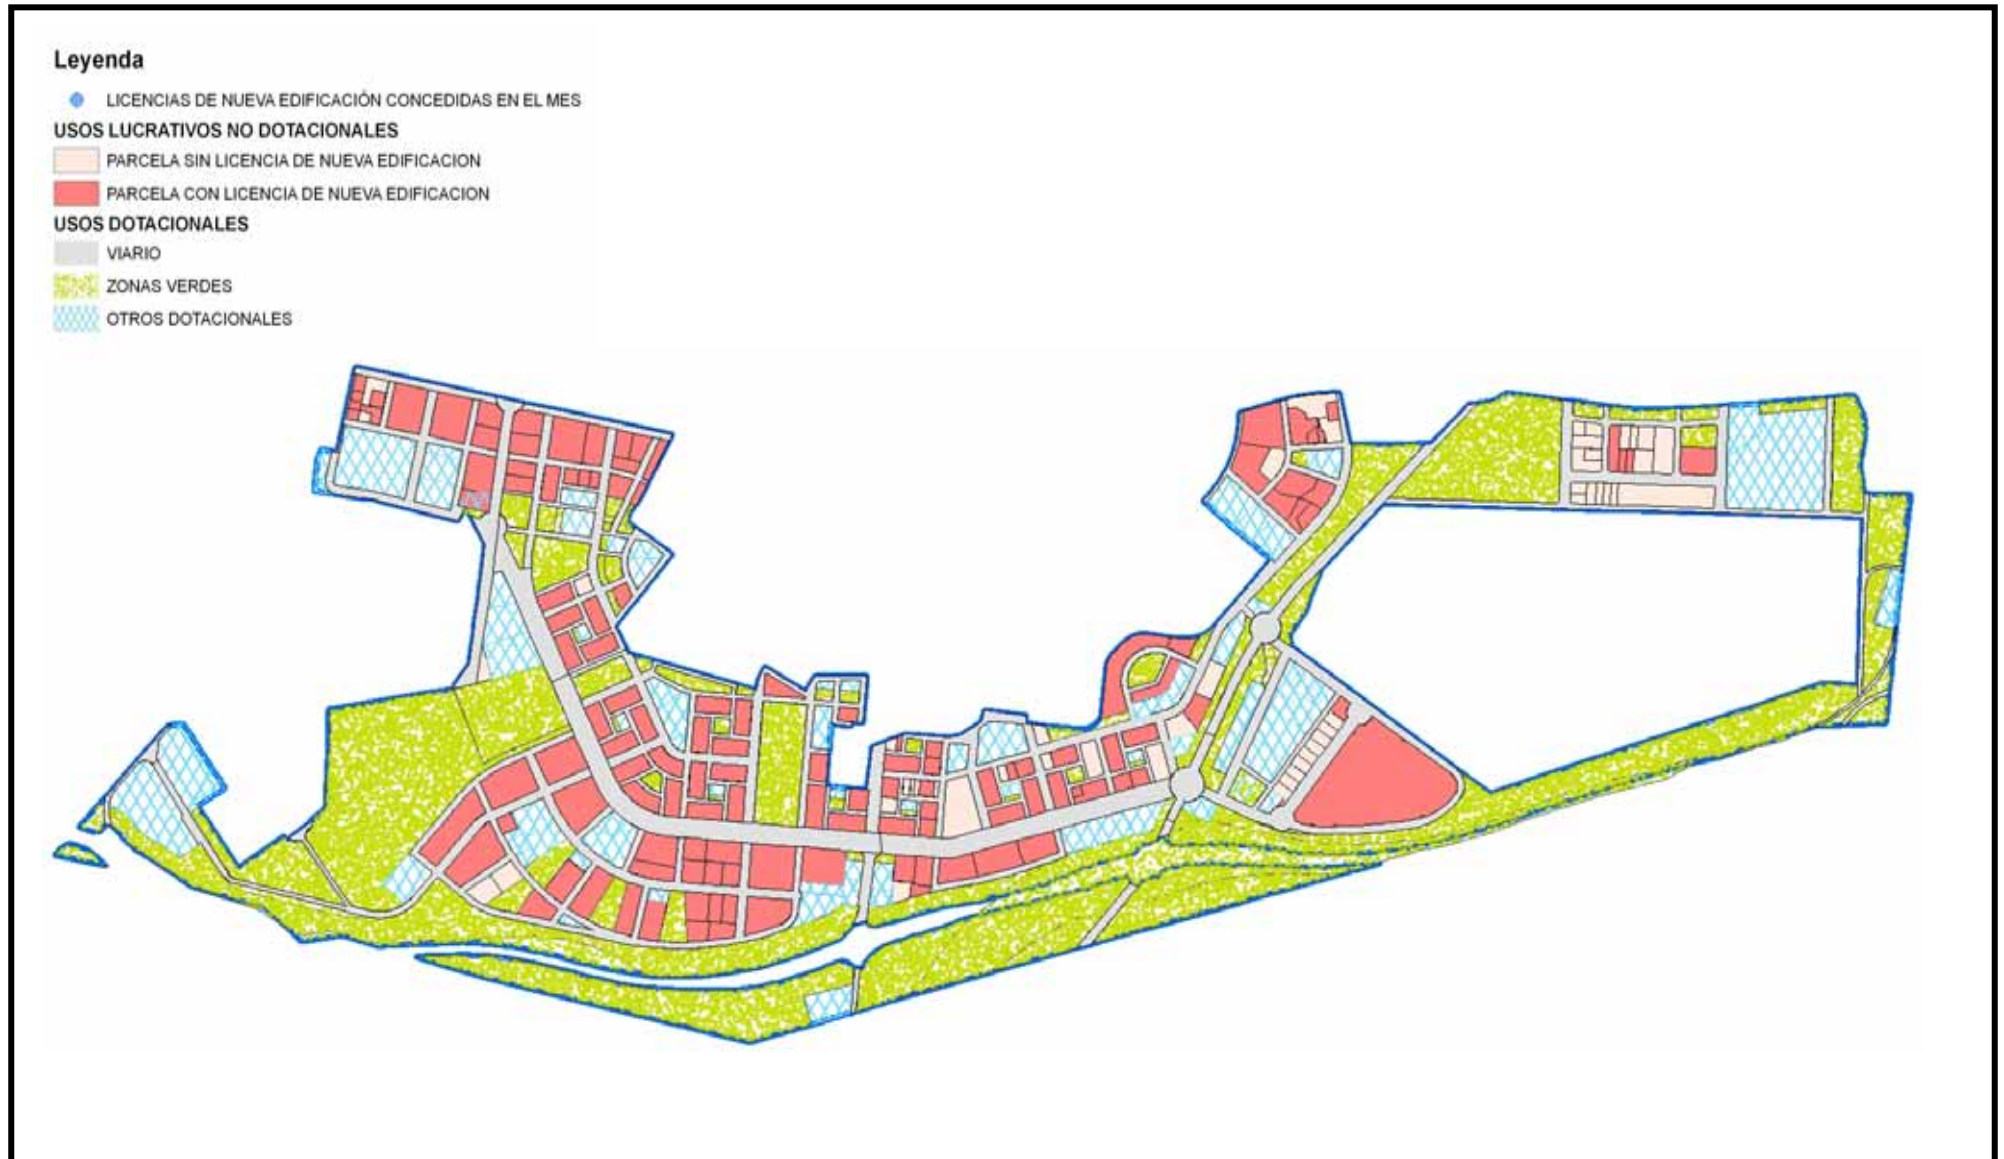 Leyenda
LICENCIAS DE NUEVA EDIFICACIÓN CONCEDIDAS EN EL MES
USOS LUCRATIVOS NO DOTACIONALES
PARCELA SIN LICENCIA DE NUEVA EDIFICACION
PARCELA CON LICENCIA DE NUEVA EDIFICACION
USOS DOTACIONALES
VIARIO
ZONAS VERDES
OTROS DOTACIONALES